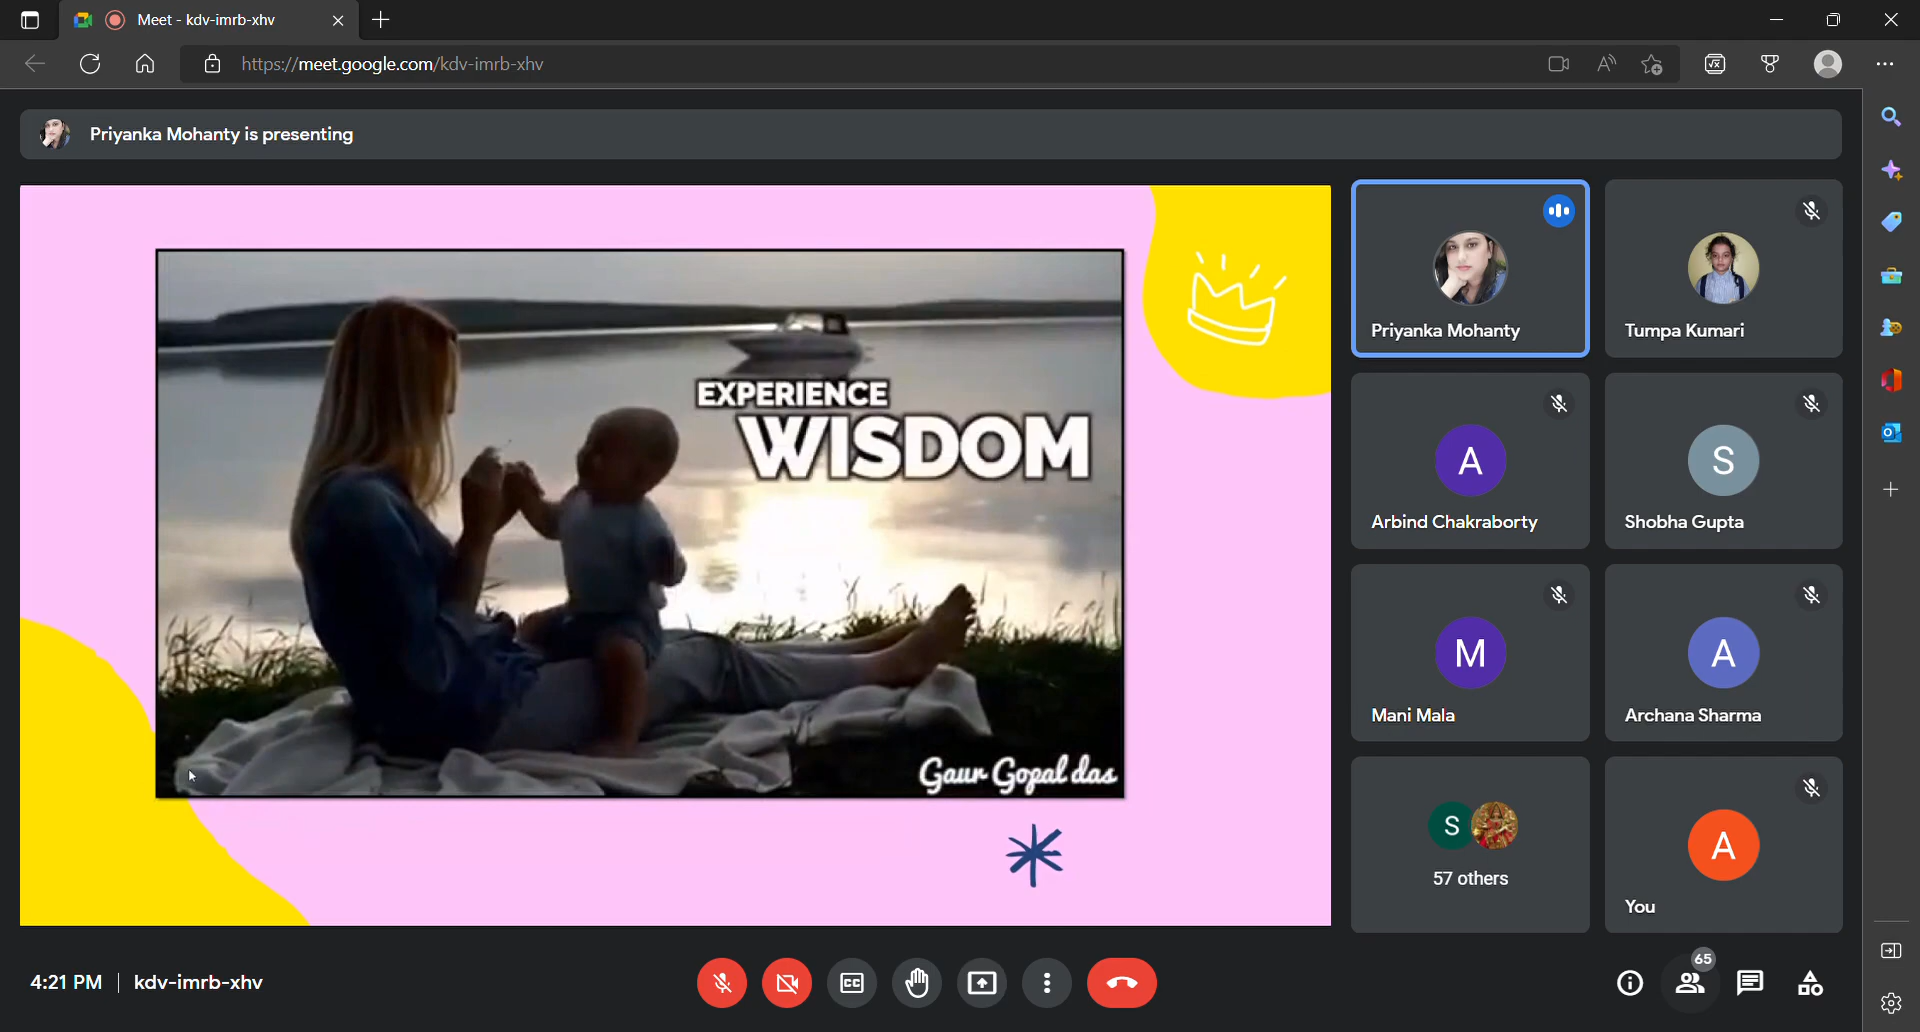 Meet - kdv-imrb-xhv
https://meet.google.com/kdv-imrb-xhv
Priyanka Mohanty is presenting
EXPERIENCE
WISDOM
Gaur Gopal das
Priyanka Mohanty
Tumpa Kumari
A
Arbind Chakraborty
S
Shobha Gupta
M
Mani Mala
A
Archana Sharma
S
57 others
A
You
4:21 PM
kdv-imrb-xhv
CC
65